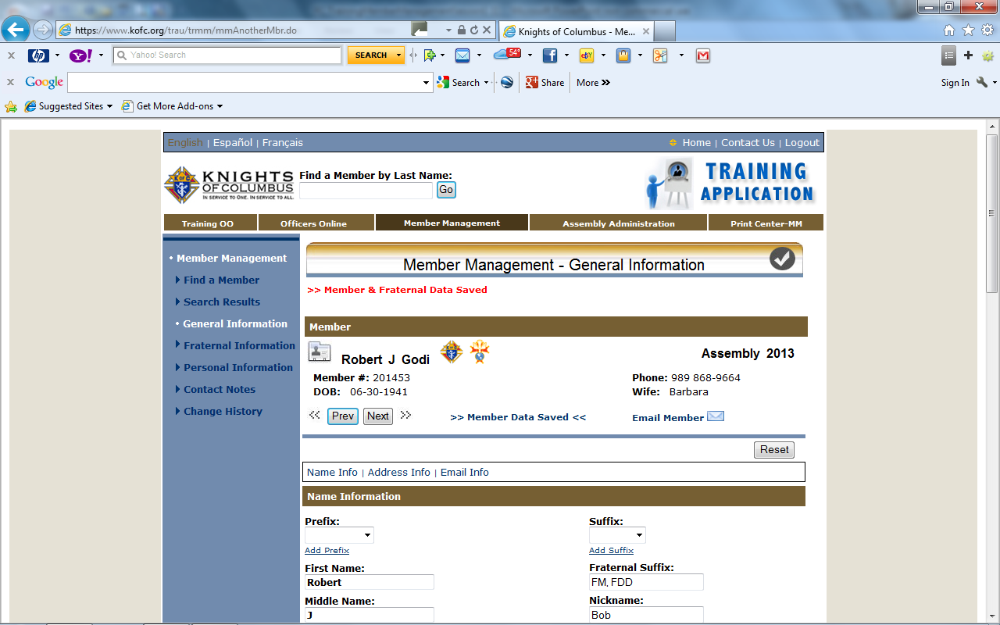 https://www.kofc.org/trau/trmm/mmAnotherMbr.do
Knights of Columbus - Me...
Yahoo! Search
SEARCH
54°
Google
Search
Share
More »
Sign In
Suggested Sites
Get More Add-ons
English | Español | Français
Home | Contact Us | Logout
KNIGHTS
OF COLUMBUS
IN SERVICE TO ONE. IN SERVICE TO ALL.
Find a Member by Last Name:
Go
TRAINING
APPLICATION
Training OO
Officers Online
Member Management
Assembly Administration
Print Center-MM
Member Management
Find a Member
Search Results
General Information
Fraternal Information
Personal Information
Contact Notes
Change History
Member Management - General Information
>> Member & Fraternal Data Saved
Member
Robert J Godi
Assembly 2013
Member #: 201453
Phone: 989 868-9664
DOB: 06-30-1941
Wife: Barbara
<< Prev Next >>
>> Member Data Saved <<
Email Member
Reset
Name Info | Address Info | Email Info
Name Information
Prefix:
Suffix:
Add Prefix
Add Suffix
First Name:
Fraternal Suffix:
Robert
FM, FDD
Middle Name:
Nickname:
J
Bob